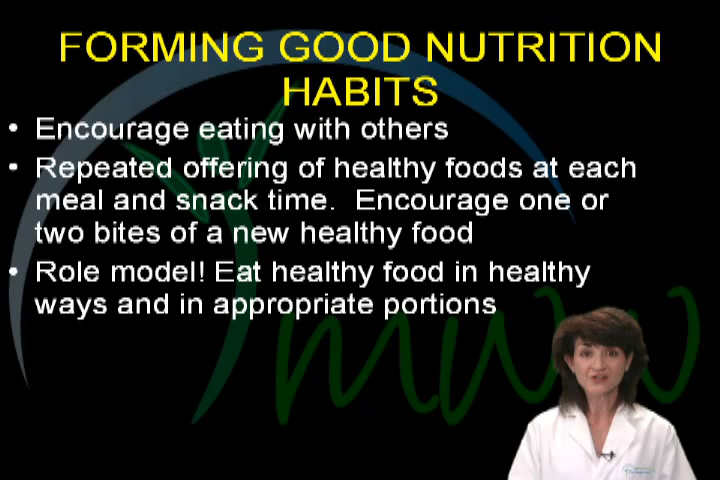 FORMING GOOD NUTRITION
HABITS
• Encourage eating with others
• Repeated offering of healthy foods at each
meal and snack time. Encourage one or
two bites of a new healthy food
• Role model! Eat healthy food in healthy
ways and in appropriate portions
mww